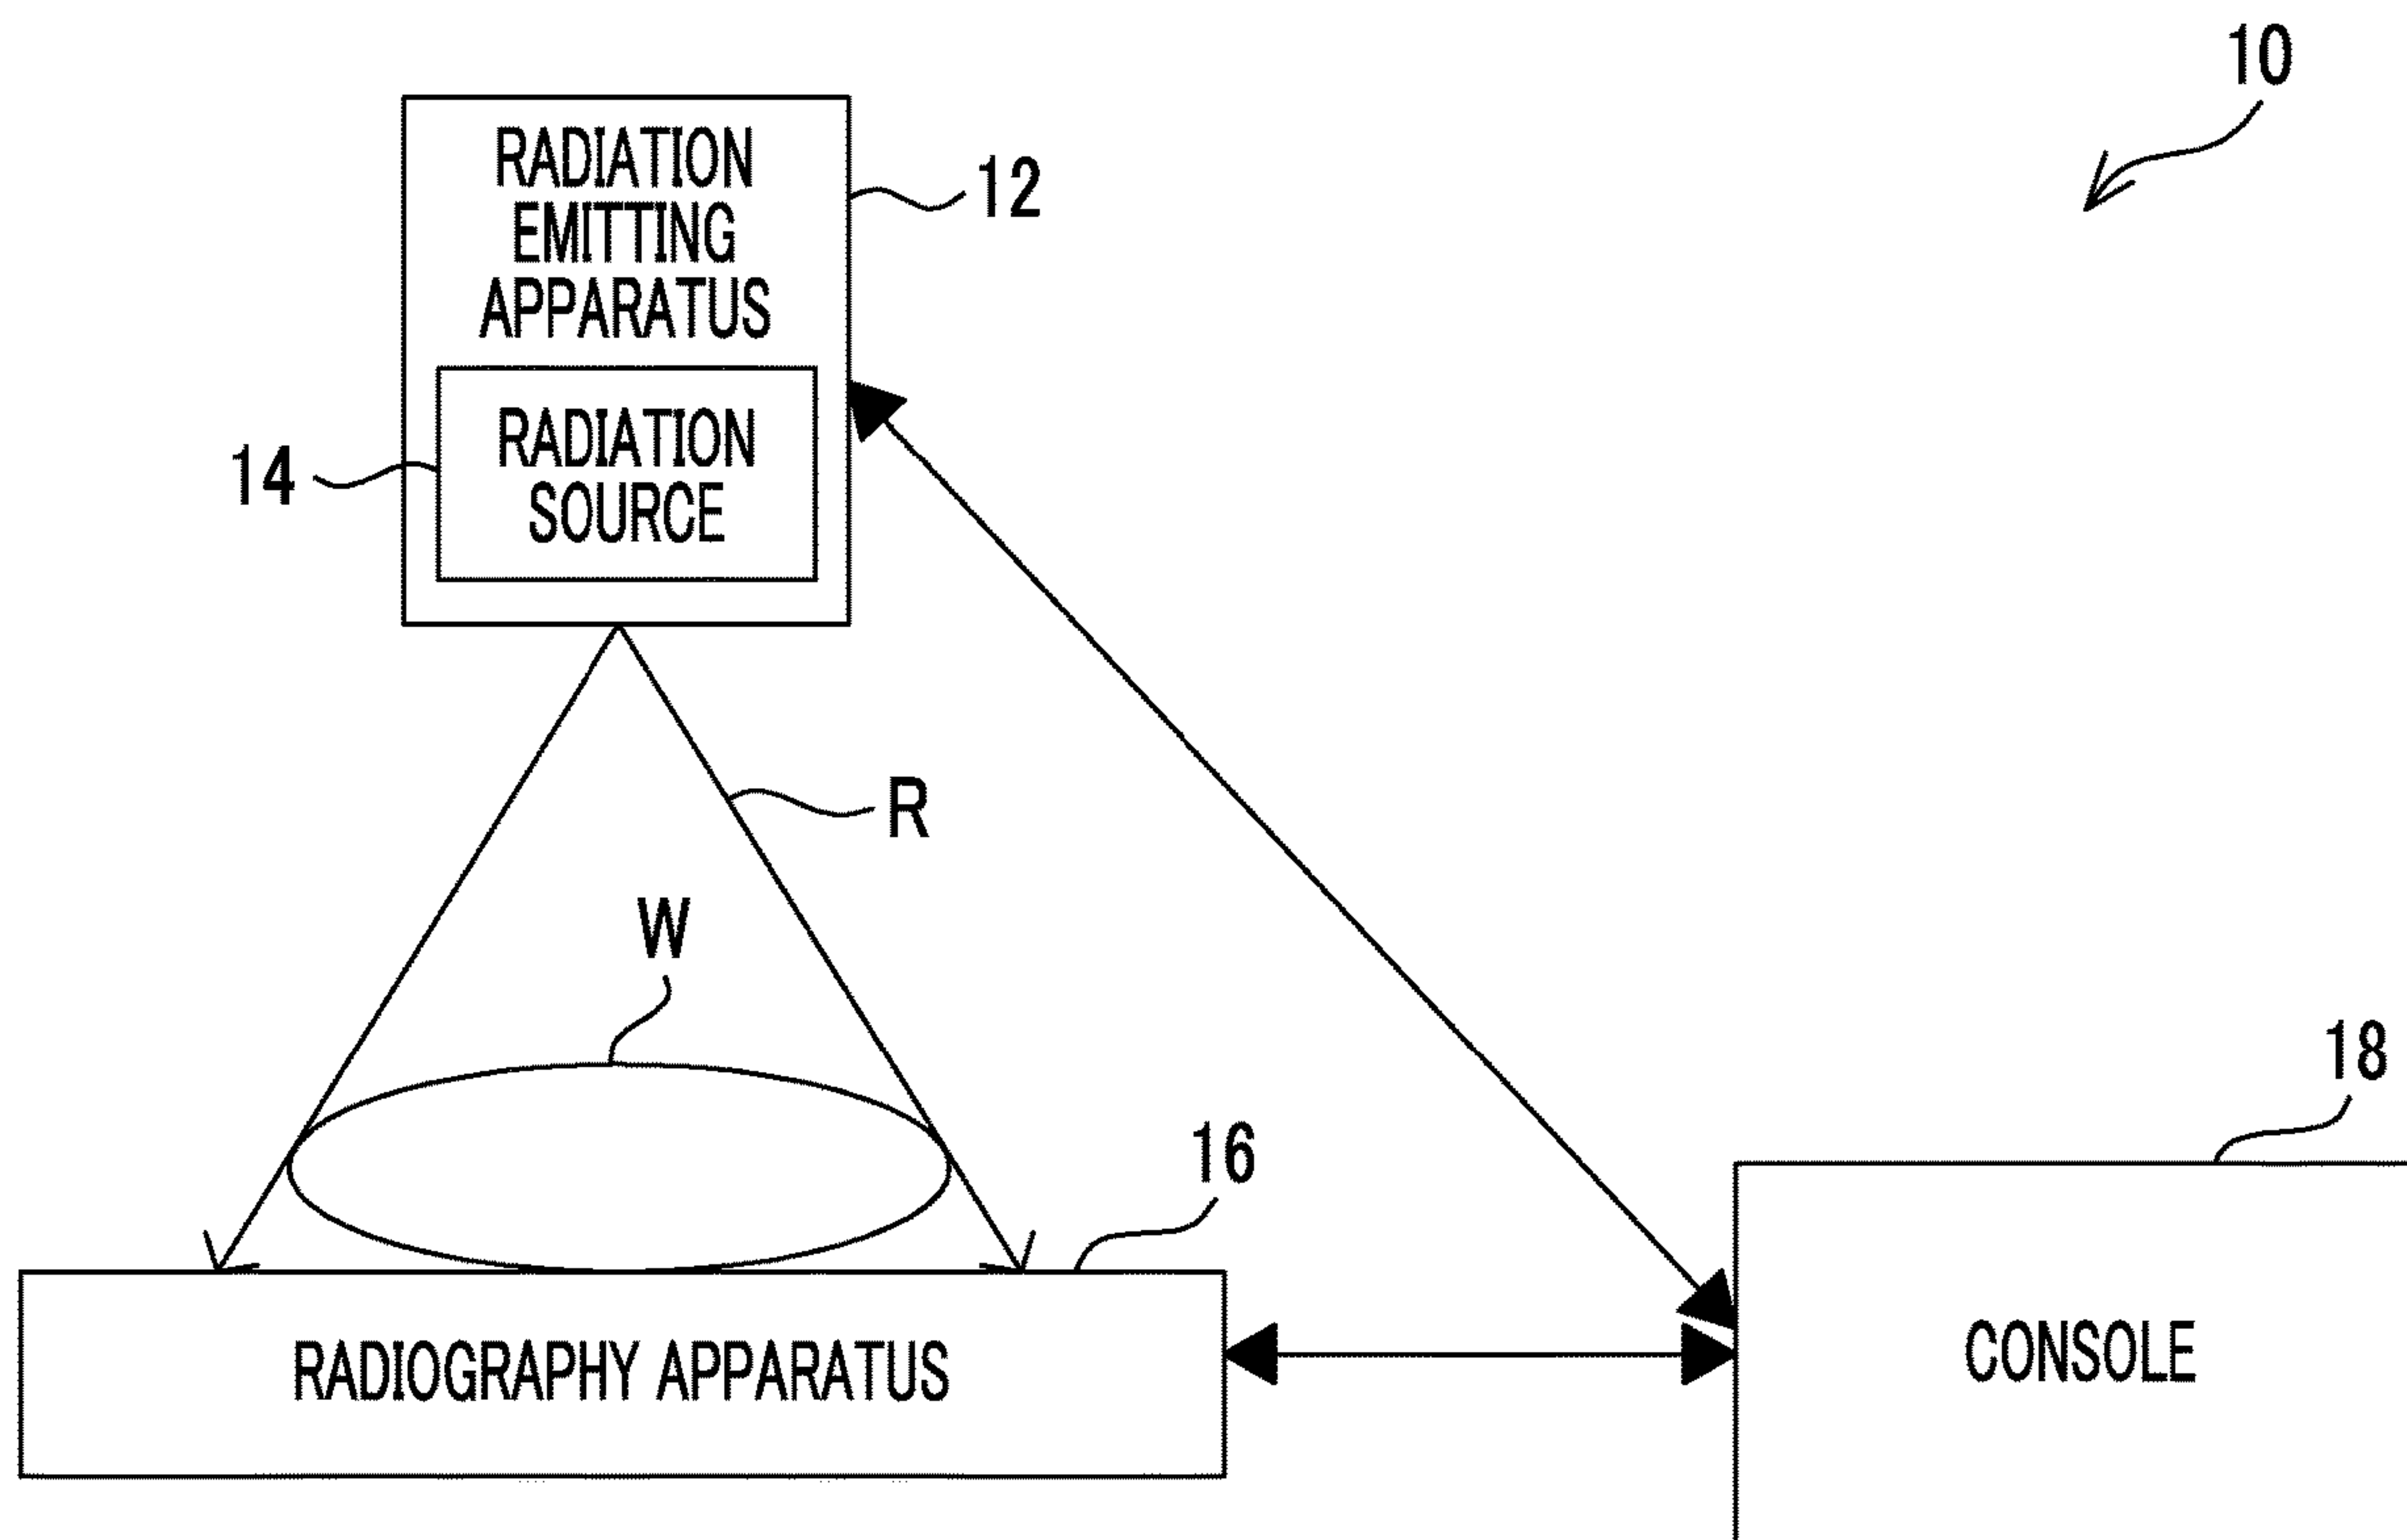 10
RADIATION
EMITTING
APPARATUS
12
RADIATION
SOURCE
14
R
W
16
18
RADIOGRAPHY APPARATUS
CONSOLE